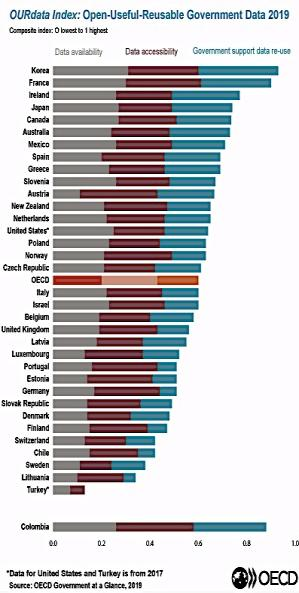 OURdata Index: Open-Useful-Reusable Government Data 2019
Composite index: 0 lowest to 1 highest
Data availability Data accessibility Government support data re-use
Korea
France
Ireland
Japan
Canada
Australia
Mexico
Spain
Greece
Slovenia
Austria
New Zealand
Netherlands
United States*
Poland
Norway
Czech Republic
OECD
Italy
Israel
Belgium
United Kingdom
Latvia
Luxembourg
Portugal
Estonia
Germany
Slovak Republic
Denmark
Finland
Switzerland
Chile
Sweden
Lithuania
Turkey*
Colombia
0.0 0.2 0.4 0.6 0.8 1.0
*Data for United States and Turkey is from 2017
Source: OECD Government at a Glance, 2019
OECD